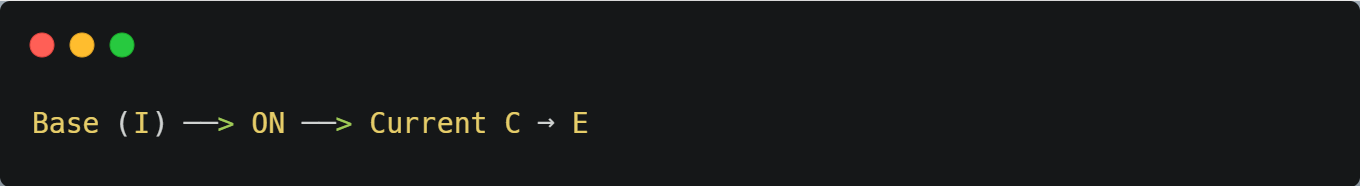 Base (I) ──> ON ──> Current C → E